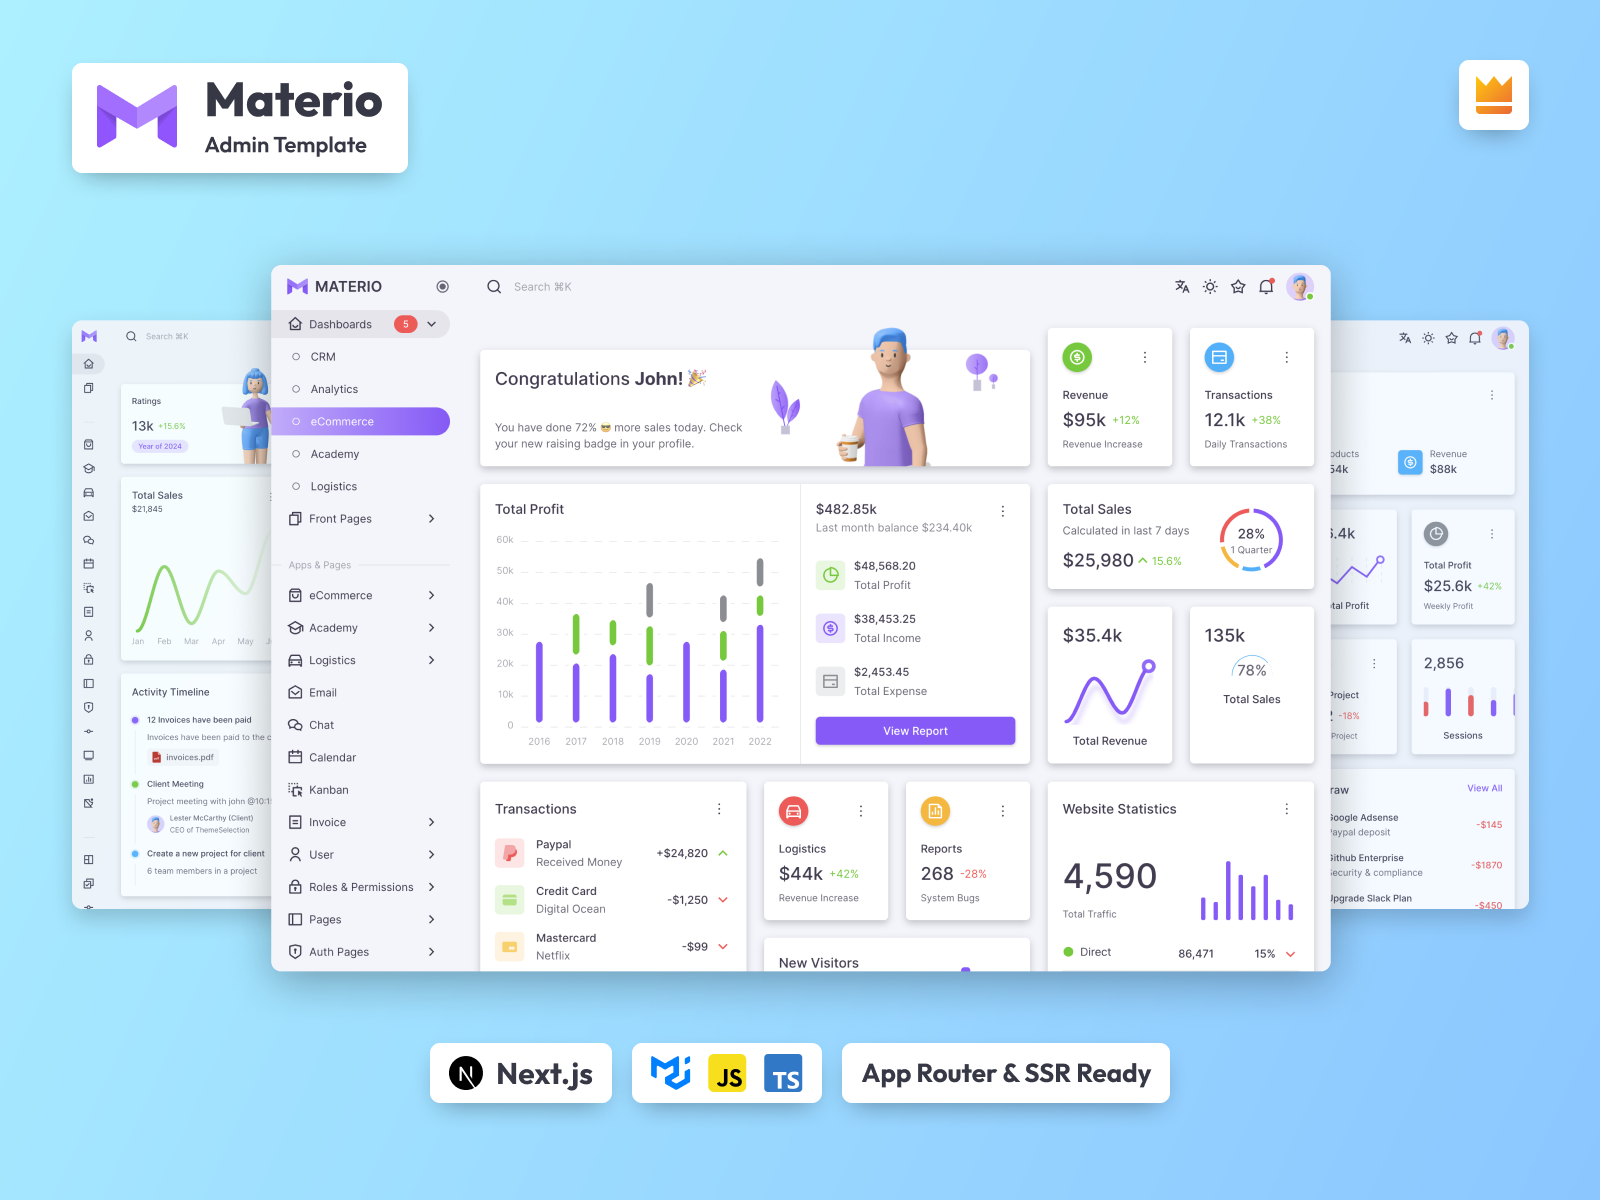 Materio
Admin Template
MATERIO
Search ⌘K
Dashboards
5
CRM
Analytics
eCommerce
Academy
Logistics
Front Pages
Apps & Pages
eCommerce
Academy
Logistics
Email
Chat
Calendar
Kanban
Invoice
User
Roles & Permissions
Pages
Auth Pages
Congratulations John! 🎉
You have done 72% 😎 more sales today. Check
your new raising badge in your profile.
Revenue
$95k +12%
Revenue Increase
Transactions
12.1k +38%
Daily Transactions
Total Profit
60k
50k
40k
30k
20k
10k
0
2016 2017 2018 2019 2020 2021 2022
$482.85k
Last month balance $234.40k
$48,568.20
Total Profit
$38,453.25
Total Income
$2,453.45
Total Expense
View Report
Total Sales
Calculated in last 7 days
$25,980 15.6%
28%
1 Quarter
$35.4k
Total Revenue
135k
78%
Total Sales
Transactions
Paypal
Received Money
+$24,820
Credit Card
Digital Ocean
-$1,250
Mastercard
Netflix
-$99
Logistics
$44k +42%
Revenue Increase
Reports
268 -28%
System Bugs
New Visitors
Website Statistics
4,590
Total Traffic
Direct 86,471 15%
Search ⌘K
Ratings
13k +15.6%
Year of 2024
Total Sales
$21,845
Jan Feb Mar Apr May
Activity Timeline
12 Invoices have been paid
Invoices have been paid to the c
invoices.pdf
Client Meeting
Project meeting with john @10:1
Lester McCarthy (Client)
CEO of ThemeSelection
Create a new project for client
6 team members in a project
oducts
54k
Revenue
$88k
.4k
tal Profit
Total Profit
$25.6k +42%
Weekly Profit
Project
-18%
Project
2,856
Sessions
raw
View All
oogle Adsense
Paypal deposit
-$145
ithub Enterprise
Security & compliance
-$1870
Upgrade Slack Plan
-$450
Next.js
JS
TS
App Router & SSR Ready